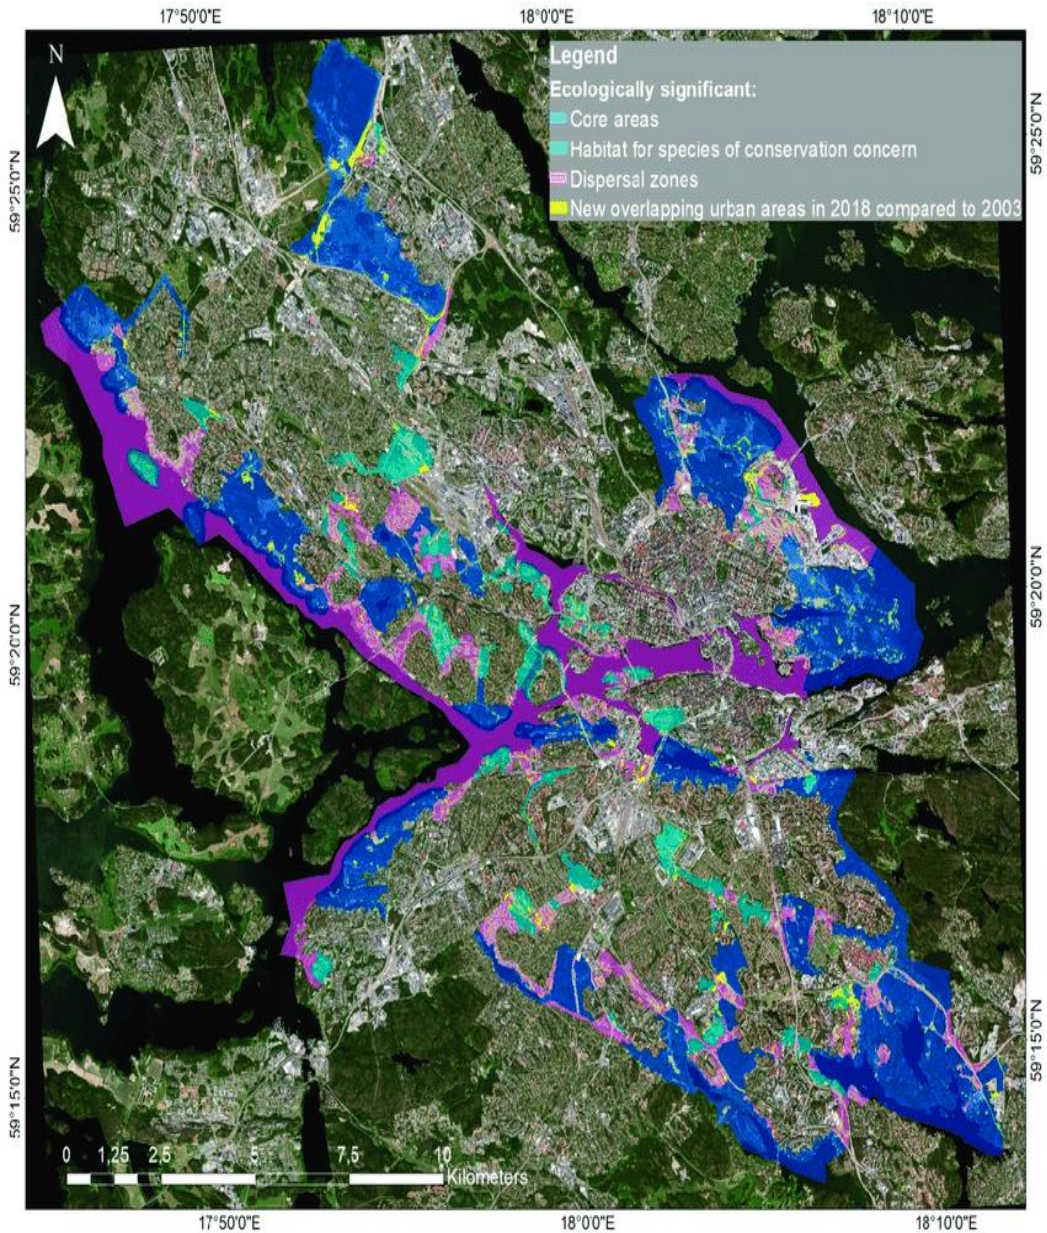 17°50'0"E 18°0'0"E 18°10'0"E
N
Legend
Ecologically significant:
Core areas
Habitat for species of conservation concern
Dispersal zones
New overlapping urban areas in 2018 compared to 2003
59°25'0"N
59°25'0"N
59°20'0"N
59°20'0"N
59°15'0"N
59°15'0"N
0 1,25 2,5 5 7,5 10
Kilometers
17°50'0"E 18°0'0"E 18°10'0"E